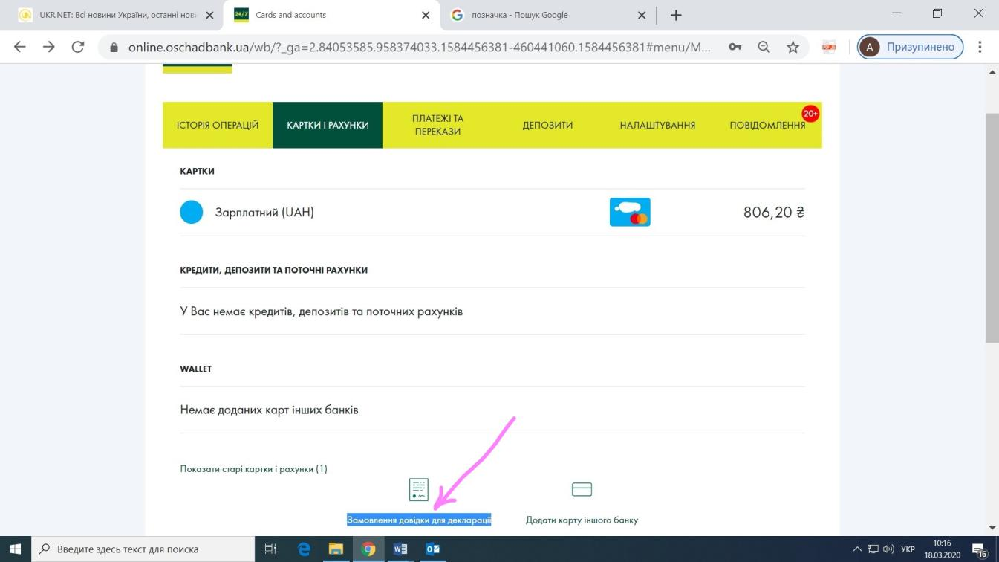 UKR.NET: Всі новини України, останні нови
24/7
Cards and accounts
позначка - Пошук Google
online.oschadbank.ua/wb/?_ga=2.84053585.958374033.1584456381-460441060.1584456381#menu/M...
A
Призупинено
ІСТОРІЯ ОПЕРАЦІЙ
КАРТКИ І РАХУНКИ
ПЛАТЕЖІ ТА
ПЕРЕКАЗИ
ДЕПОЗИТИ
НАЛАШТУВАННЯ
ПОВІДОМЛЕННЯ
20+
КАРТКИ
Зарплатний (UAH)
806,20 ₴
КРЕДИТИ, ДЕПОЗИТИ ТА ПОТОЧНІ РАХУНКИ
У Вас немає кредитів, депозитів та поточних рахунків
WALLET
Немає доданих карт інших банків
Показати старі картки і рахунки (1)
Замовлення довідки для декларації
Додати карту іншого банку
Введите здесь текст для поиска
УКР
10:16
18.03.2020
16